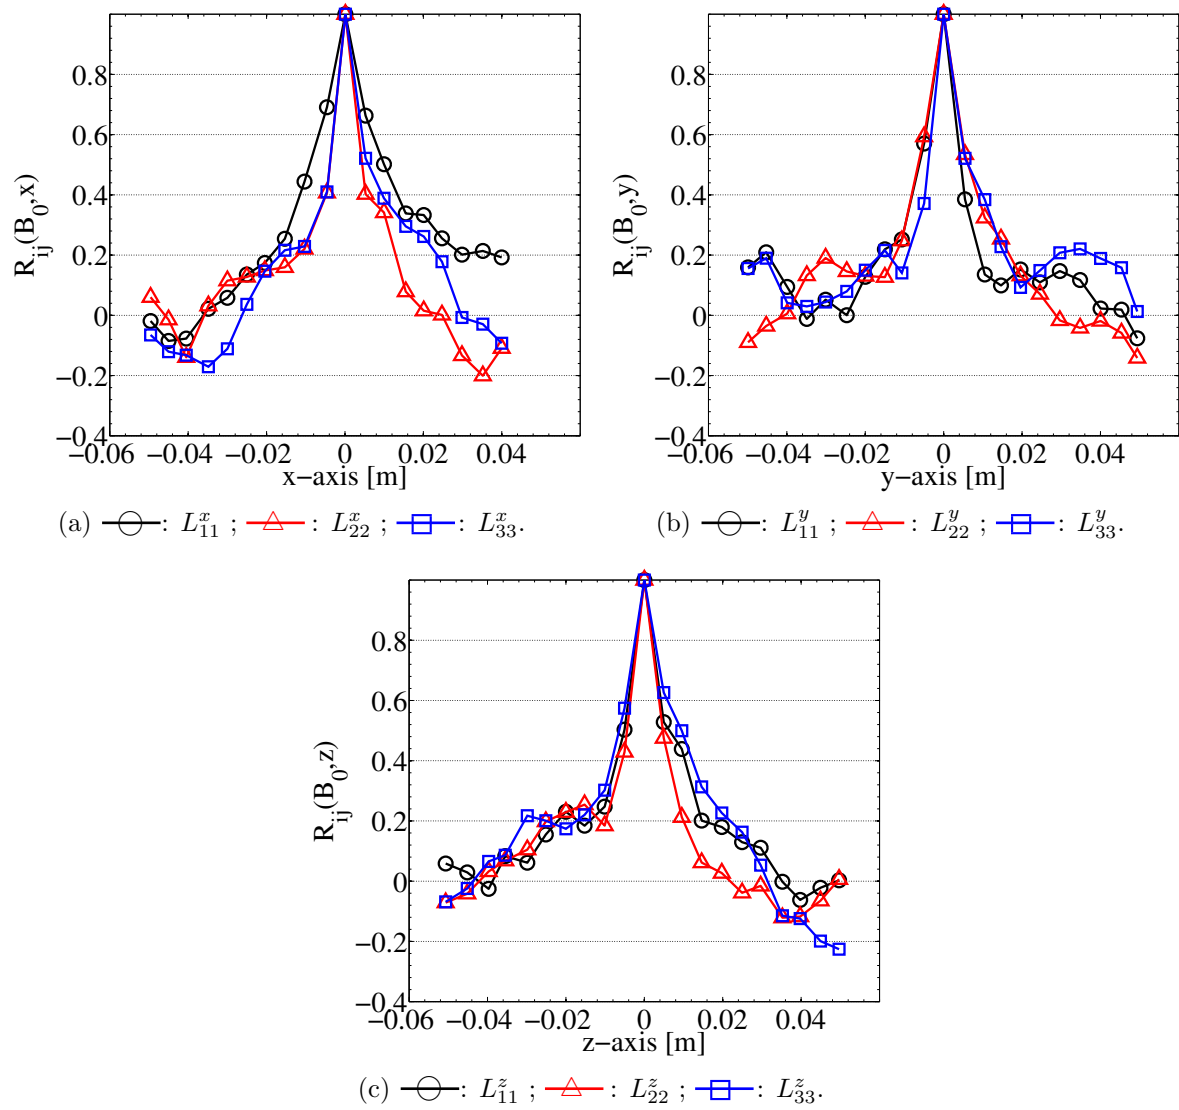 0.8
0.6
0.4
0.2
0
−0.2
−0.4
R_ij(B_0,x)
−0.06 −0.04 −0.02 0 0.02 0.04
x−axis [m]
(a) : L^x_11 ; : L^x_22 ; : L^x_33.
0.8
0.6
0.4
0.2
0
−0.2
−0.4
R_ij(B_0,y)
−0.06 −0.04 −0.02 0 0.02 0.04
y−axis [m]
(b) : L^y_11 ; : L^y_22 ; : L^y_33.
0.8
0.6
0.4
0.2
0
−0.2
−0.4
R_ij(B_0,z)
−0.06 −0.04 −0.02 0 0.02 0.04
z−axis [m]
(c) : L^z_11 ; : L^z_22 ; : L^z_33.